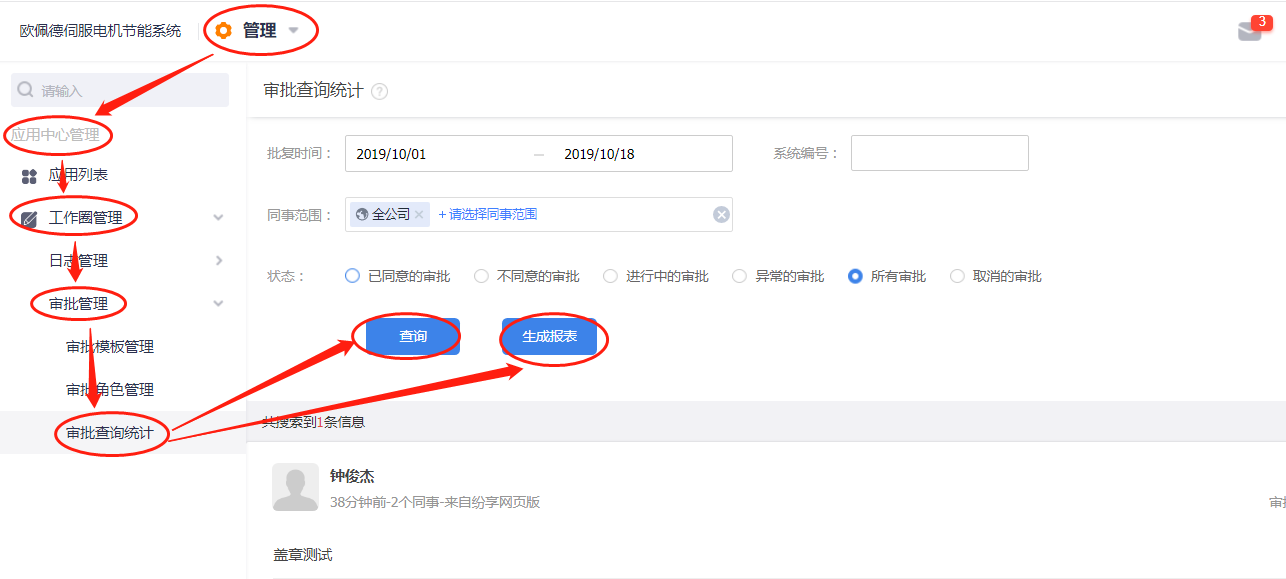 欧佩德伺服电机节能系统
管理
3
请输入
应用中心管理
应用列表
工作圈管理
日志管理
审批管理
审批模板管理
审批角色管理
审批查询统计
审批查询统计 ?
批复时间： 2019/10/01 — 2019/10/18 系统编号：
同事范围： 全公司 × + 请选择同事范围
状态： 已同意的审批 不同意的审批 进行中的审批 异常的审批 所有审批 取消的审批
查询 生成报表
共搜索到1条信息
钟俊杰
38分钟前-2个同事-来自纷享网页版
盖章测试